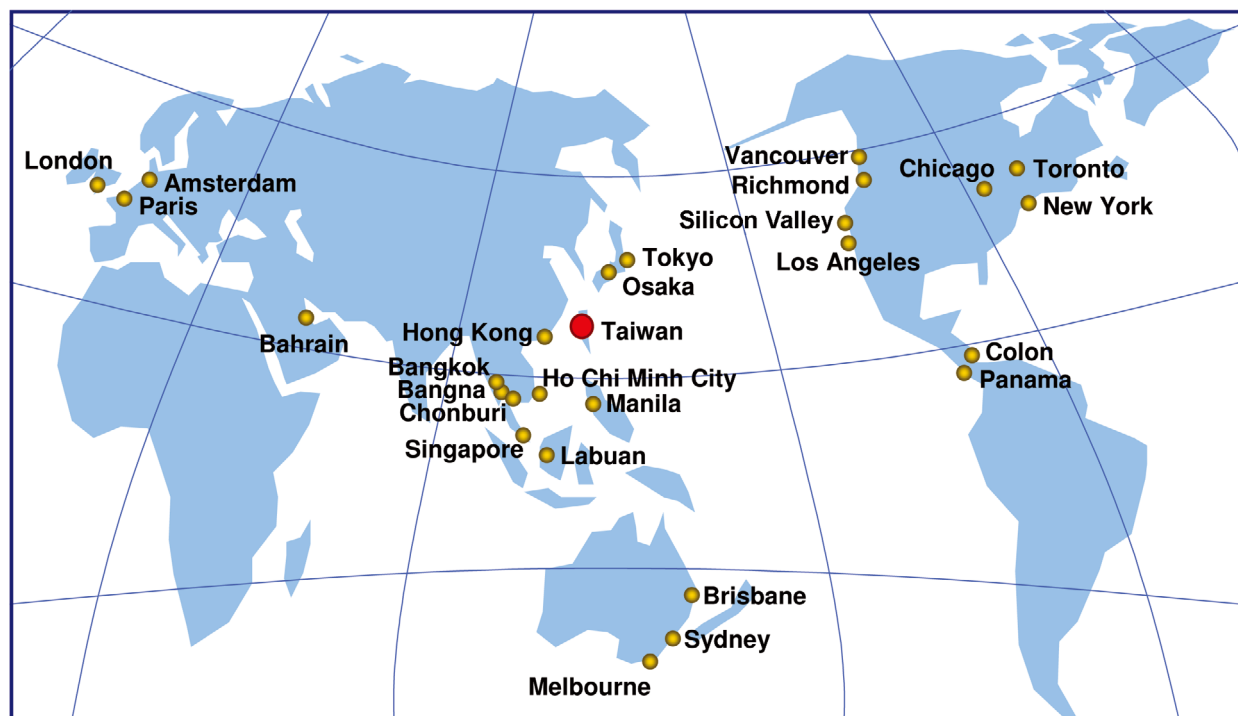 London
Amsterdam
Paris
Bahrain
Vancouver
Richmond
Chicago
Toronto
New York
Silicon Valley
Los Angeles
Tokyo
Osaka
Hong Kong
Taiwan
Bangkok
Bangna
Chonburi
Ho Chi Minh City
Manila
Singapore
Labuan
Colon
Panama
Brisbane
Sydney
Melbourne